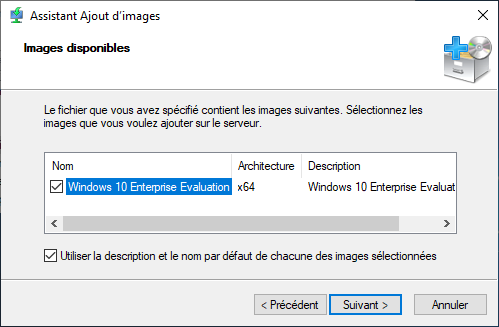 Assistant Ajout d'images
Images disponibles
Le fichier que vous avez spécifié contient les images suivantes. Sélectionnez les
images que vous voulez ajouter sur le serveur.
Nom Architecture Description
Windows 10 Enterprise Evaluation x64 Windows 10 Enterprise Evaluat
Utiliser la description et le nom par défaut de chacune des images sélectionnées
< Précédent Suivant > Annuler